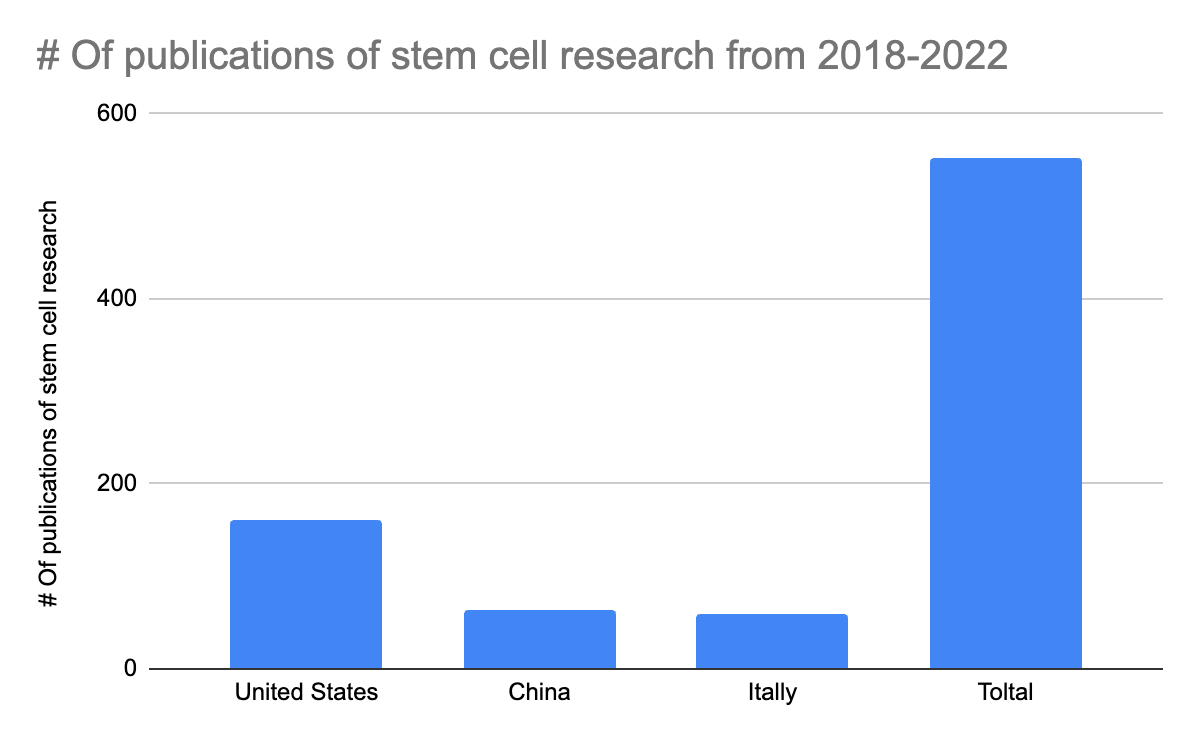 # Of publications of stem cell research from 2018-2022
600
400
200
0
# Of publications of stem cell research
United States
China
Itally
Toltal